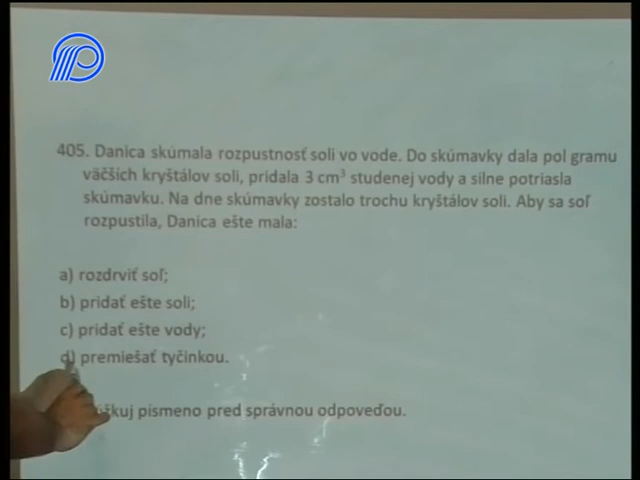 405. Danica skúmala rozpustnosť soli vo vode. Do skúmavky dala pol gramu
väčších kryštálov soli, pridala 3 cm³ studenej vody a silne potriasla
skúmavku. Na dne skúmavky zostalo trochu kryštálov soli. Aby sa soľ
rozpustila, Danica ešte mala:
a) rozdrviť soľ;
b) pridať ešte soli;
c) pridať ešte vody;
d) premiešať tyčinkou.
písmeno pred správnou odpoveďou.